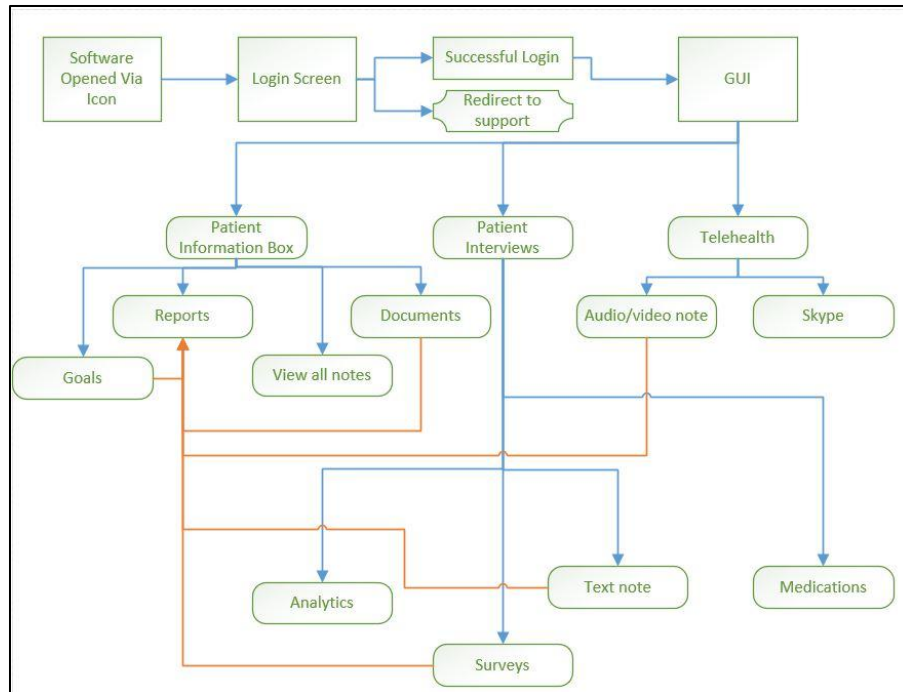 Software
Opened Via
Icon
Login Screen
Successful Login
Redirect to
support
GUI
Patient
Information Box
Patient
Interviews
Telehealth
Reports
Documents
Audio/video note
Skype
Goals
View all notes
Analytics
Text note
Medications
Surveys